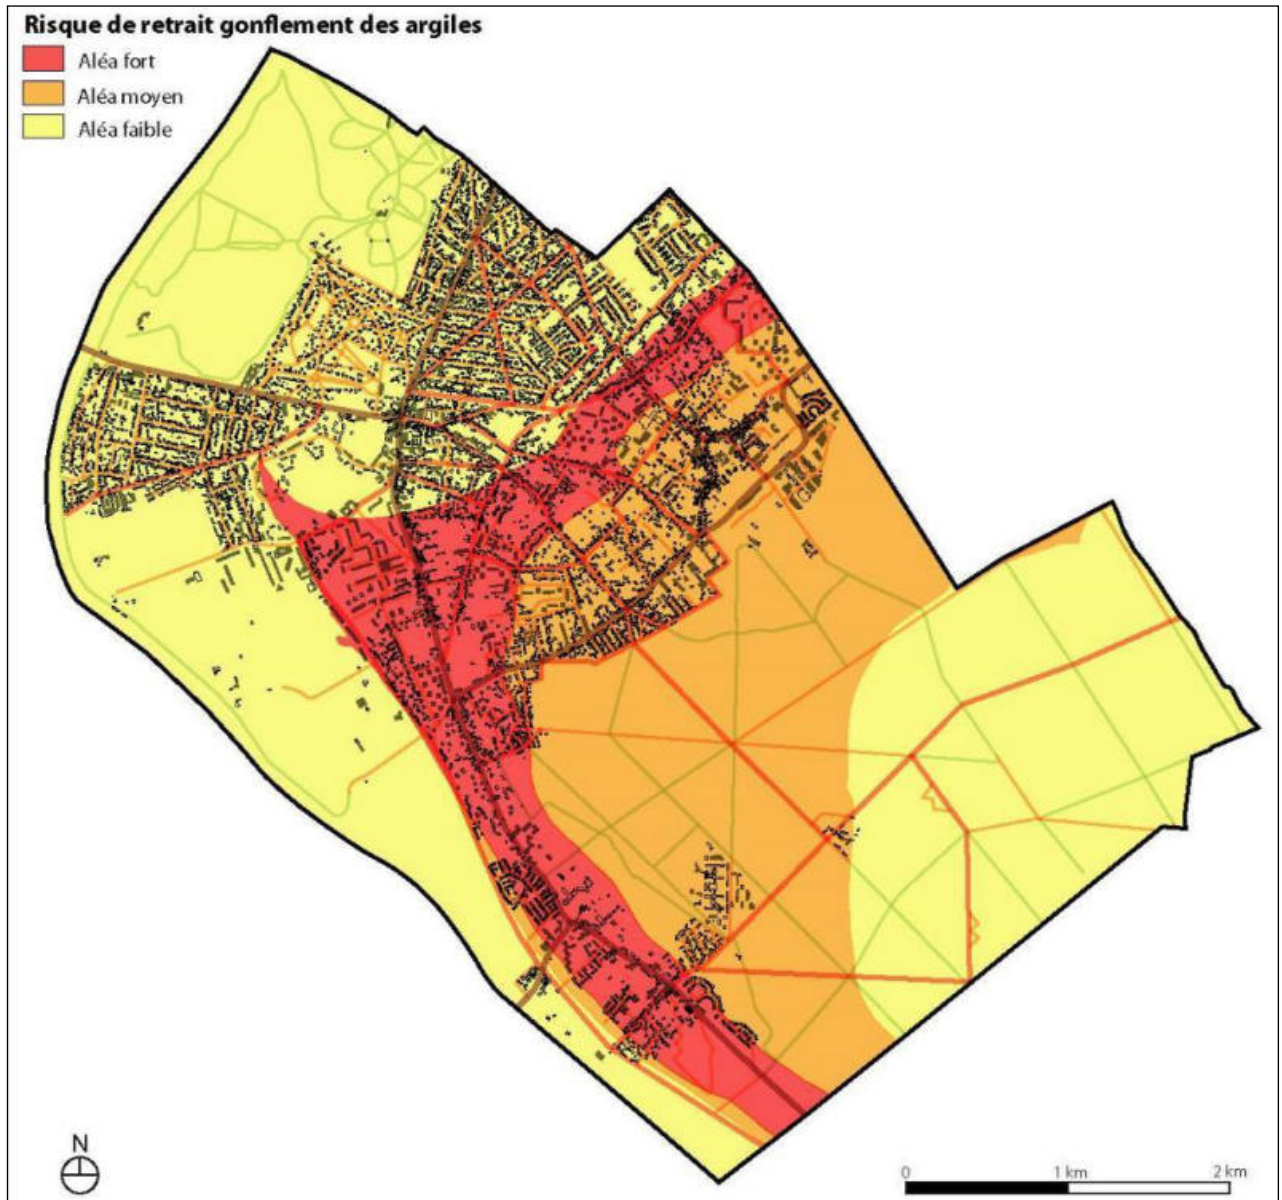 Risque de retrait gonflement des argiles
Aléa fort
Aléa moyen
Aléa faible
N
0 1 km 2 km